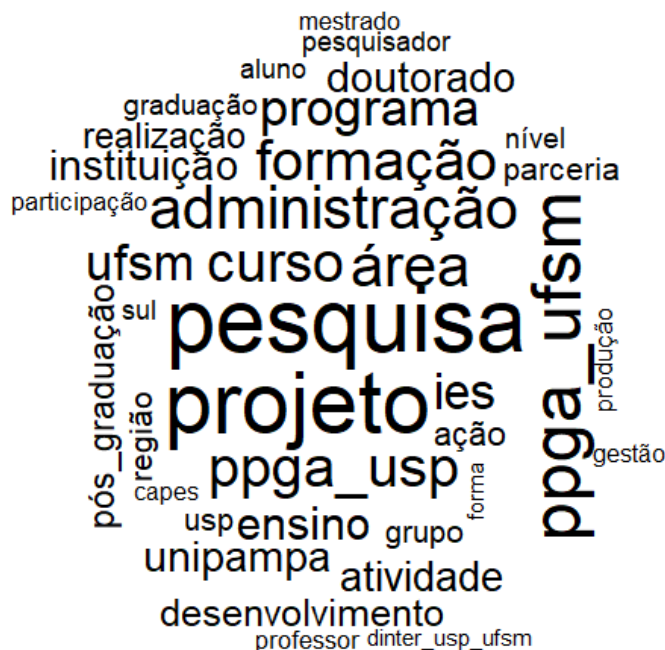 mestrado
pesquisador
aluno doutorado
graduação programa
realização nível
instituição formação parceria
participação administração
ufsm curso área ppga_ufsm
pós_graduação sul pesquisa produção
região projeto ies
ação
capes ppga_usp forma gestão
usp ensino grupo
unipampa atividade
desenvolvimento
professor dinter_usp_ufsm